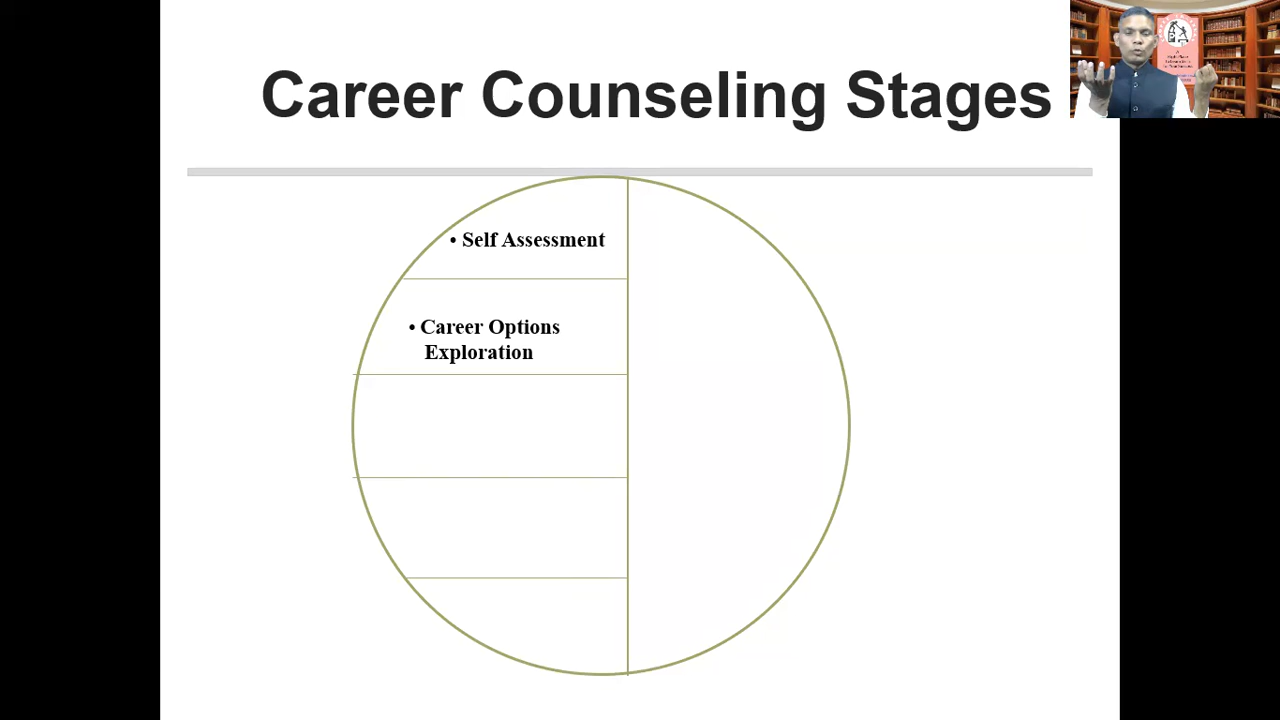 Career Counseling Stages
• Self Assessment
• Career Options
Exploration